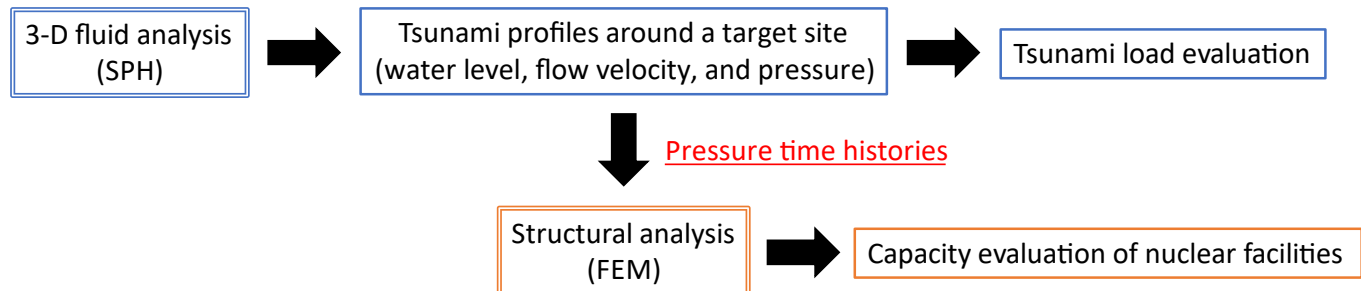 3-D fluid analysis
(SPH)
Tsunami profiles around a target site
(water level, flow velocity, and pressure)
Tsunami load evaluation
Pressure time histories
Structural analysis
(FEM)
Capacity evaluation of nuclear facilities